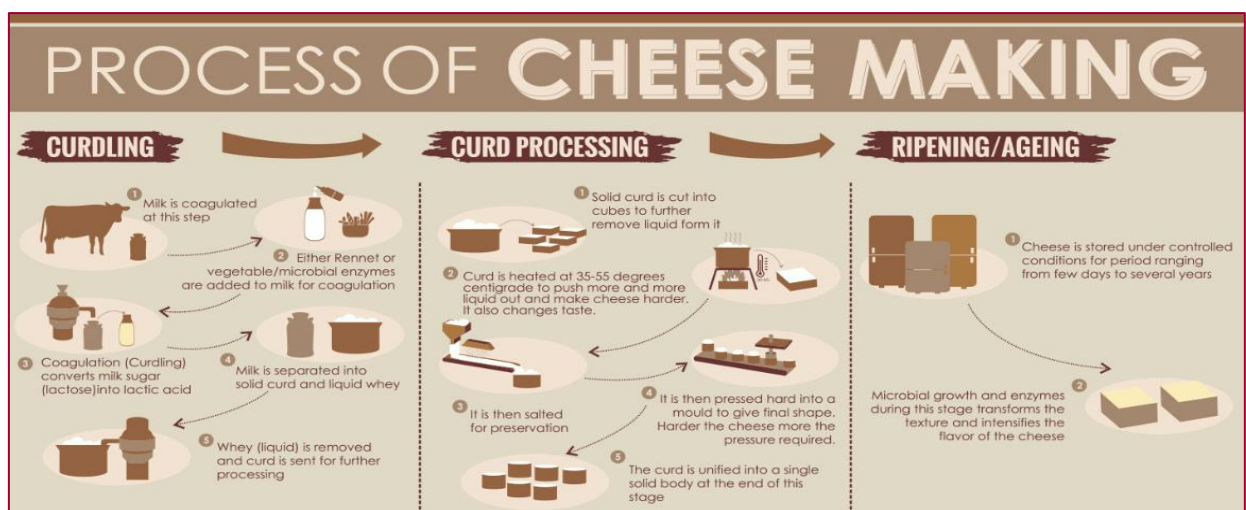 PROCESS OF CHEESE MAKING
CURDLING
1
Milk is coagulated
at this step
2
Either Rennet or
vegetable/microbial enzymes
are added to milk for coagulation
3
Coagulation (Curdling)
converts milk sugar
(lactose)into lactic acid
4
Milk is separated into
solid curd and liquid whey
5
Whey (liquid) is removed
and curd is sent for further
processing
CURD PROCESSING
1
Solid curd is cut into
cubes to further
remove liquid form it
2
Curd is heated at 35-55 degrees
centigrade to push more and more
liquid out and make cheese harder.
It also changes taste.
3
It is then salted
for preservation
4
It is then pressed hard into a
mould to give final shape.
Harder the cheese more the
pressure required.
5
The curd is unified into a single
solid body at the end of this
stage
RIPENING/AGEING
1
Cheese is stored under controlled
conditions for period ranging
from few days to several years
2
Microbial growth and enzymes
during this stage transforms the
texture and intensifies the
flavor of the cheese